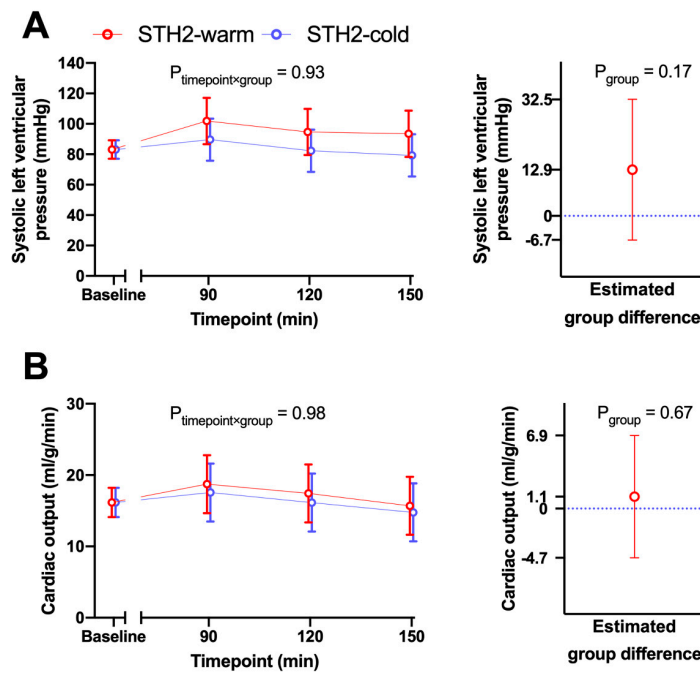 A
STH2-warm STH2-cold
Systolic left ventricular
pressure (mmHg)
140
120
100
80
60
40
20
0
Ptimepoint×group = 0.93
Baseline 90 120 150
Timepoint (min)
Systolic left ventricular
pressure (mmHg)
Pgroup = 0.17
32.5
12.9
0
-6.7
Estimated
group difference
B
Cardiac output (ml/g/min)
30
20
10
0
Ptimepoint×group = 0.98
Baseline 90 120 150
Timepoint (min)
Cardiac output (ml/g/min)
Pgroup = 0.67
6.9
1.1
0
-4.7
Estimated
group difference